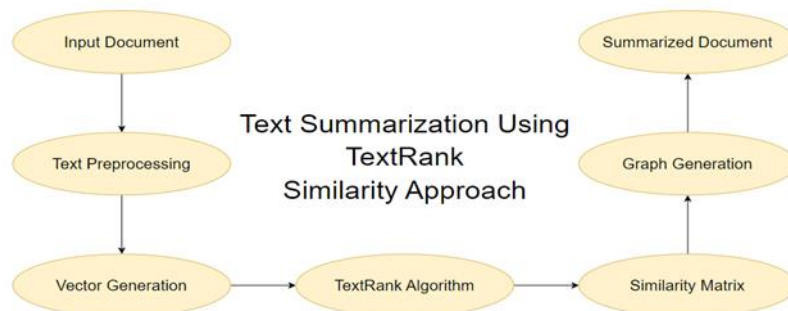 Input Document
Summarized Document
Text Summarization Using
TextRank
Similarity Approach
Text Preprocessing
Graph Generation
Vector Generation
TextRank Algorithm
Similarity Matrix